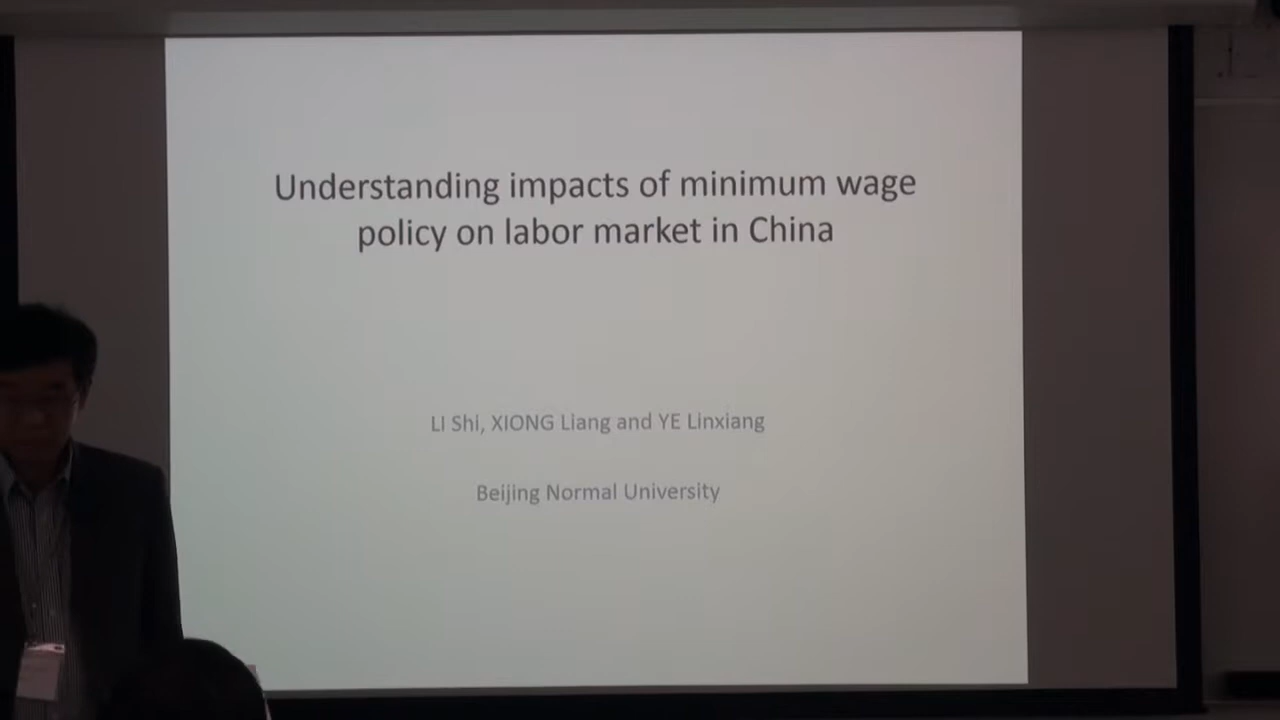 Understanding impacts of minimum wage
policy on labor market in China
LI Shi, XIONG Liang and YE Linxiang
Beijing Normal University